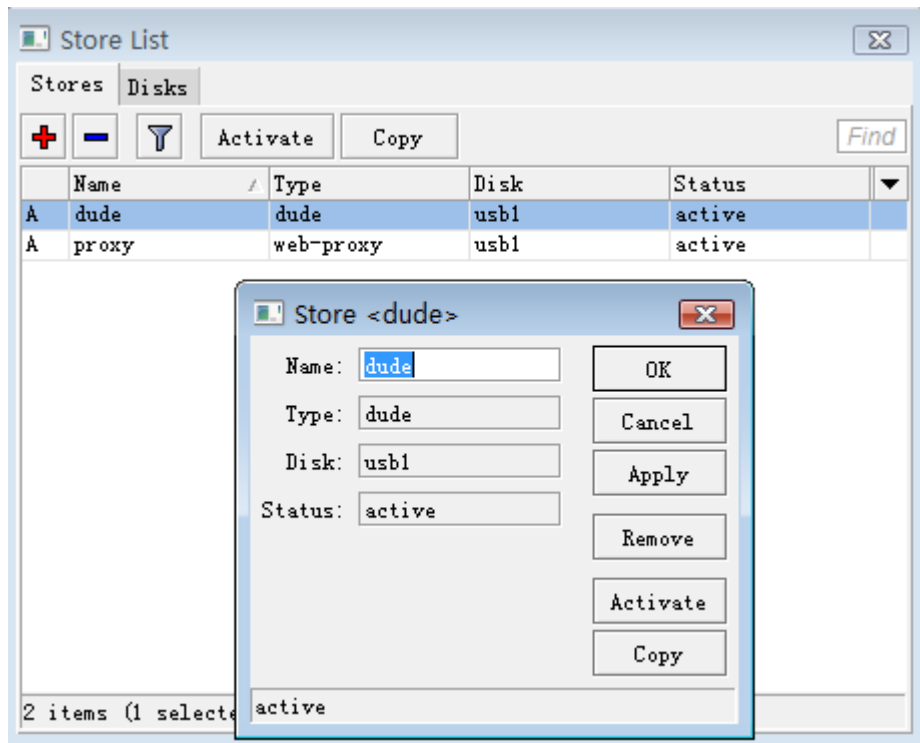 Store List
Stores Disks
Activate Copy Find
Name Type Disk Status
A dude dude usb1 active
A proxy web-proxy usb1 active
Store <dude>
Name: dude OK
Type: dude Cancel
Disk: usb1 Apply
Status: active
Remove
Activate
Copy
2 items (1 selecte
active